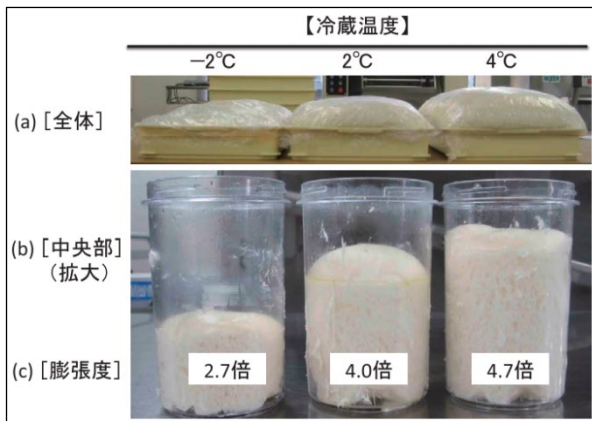 【冷蔵温度】
−2℃ 2℃ 4℃
(a)[全体]
(b)[中央部]
(拡大)
(c)[膨張度] 2.7倍 4.0倍 4.7倍